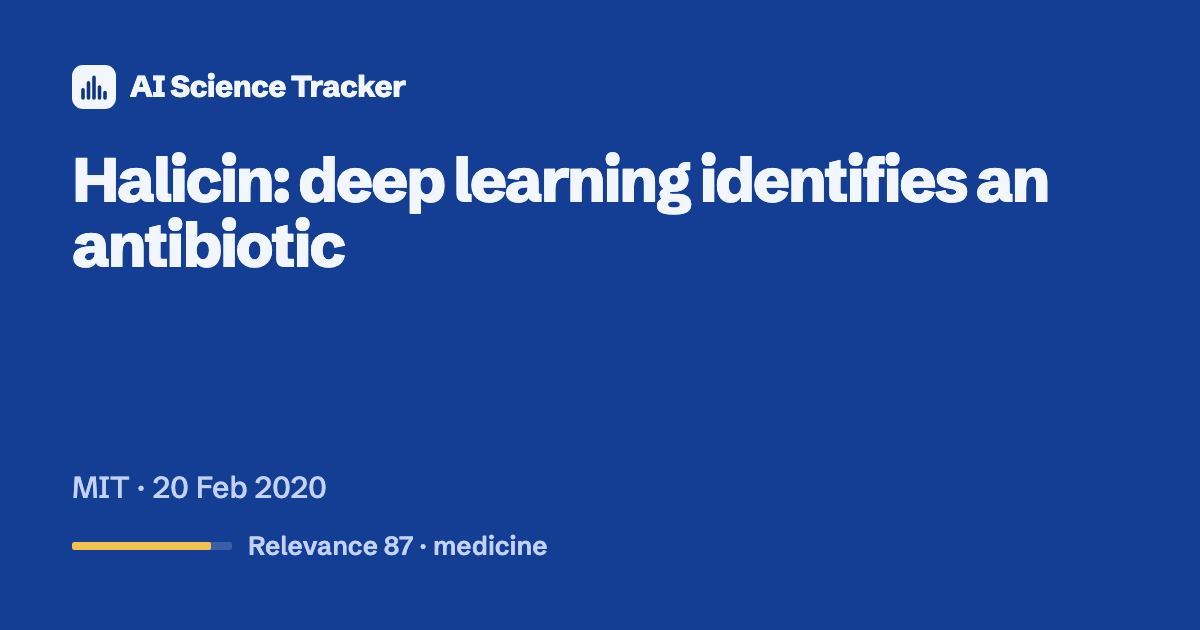 AI Science Tracker
Halicin: deep learning identifies an
antibiotic
MIT · 20 Feb 2020
Relevance 87 · medicine